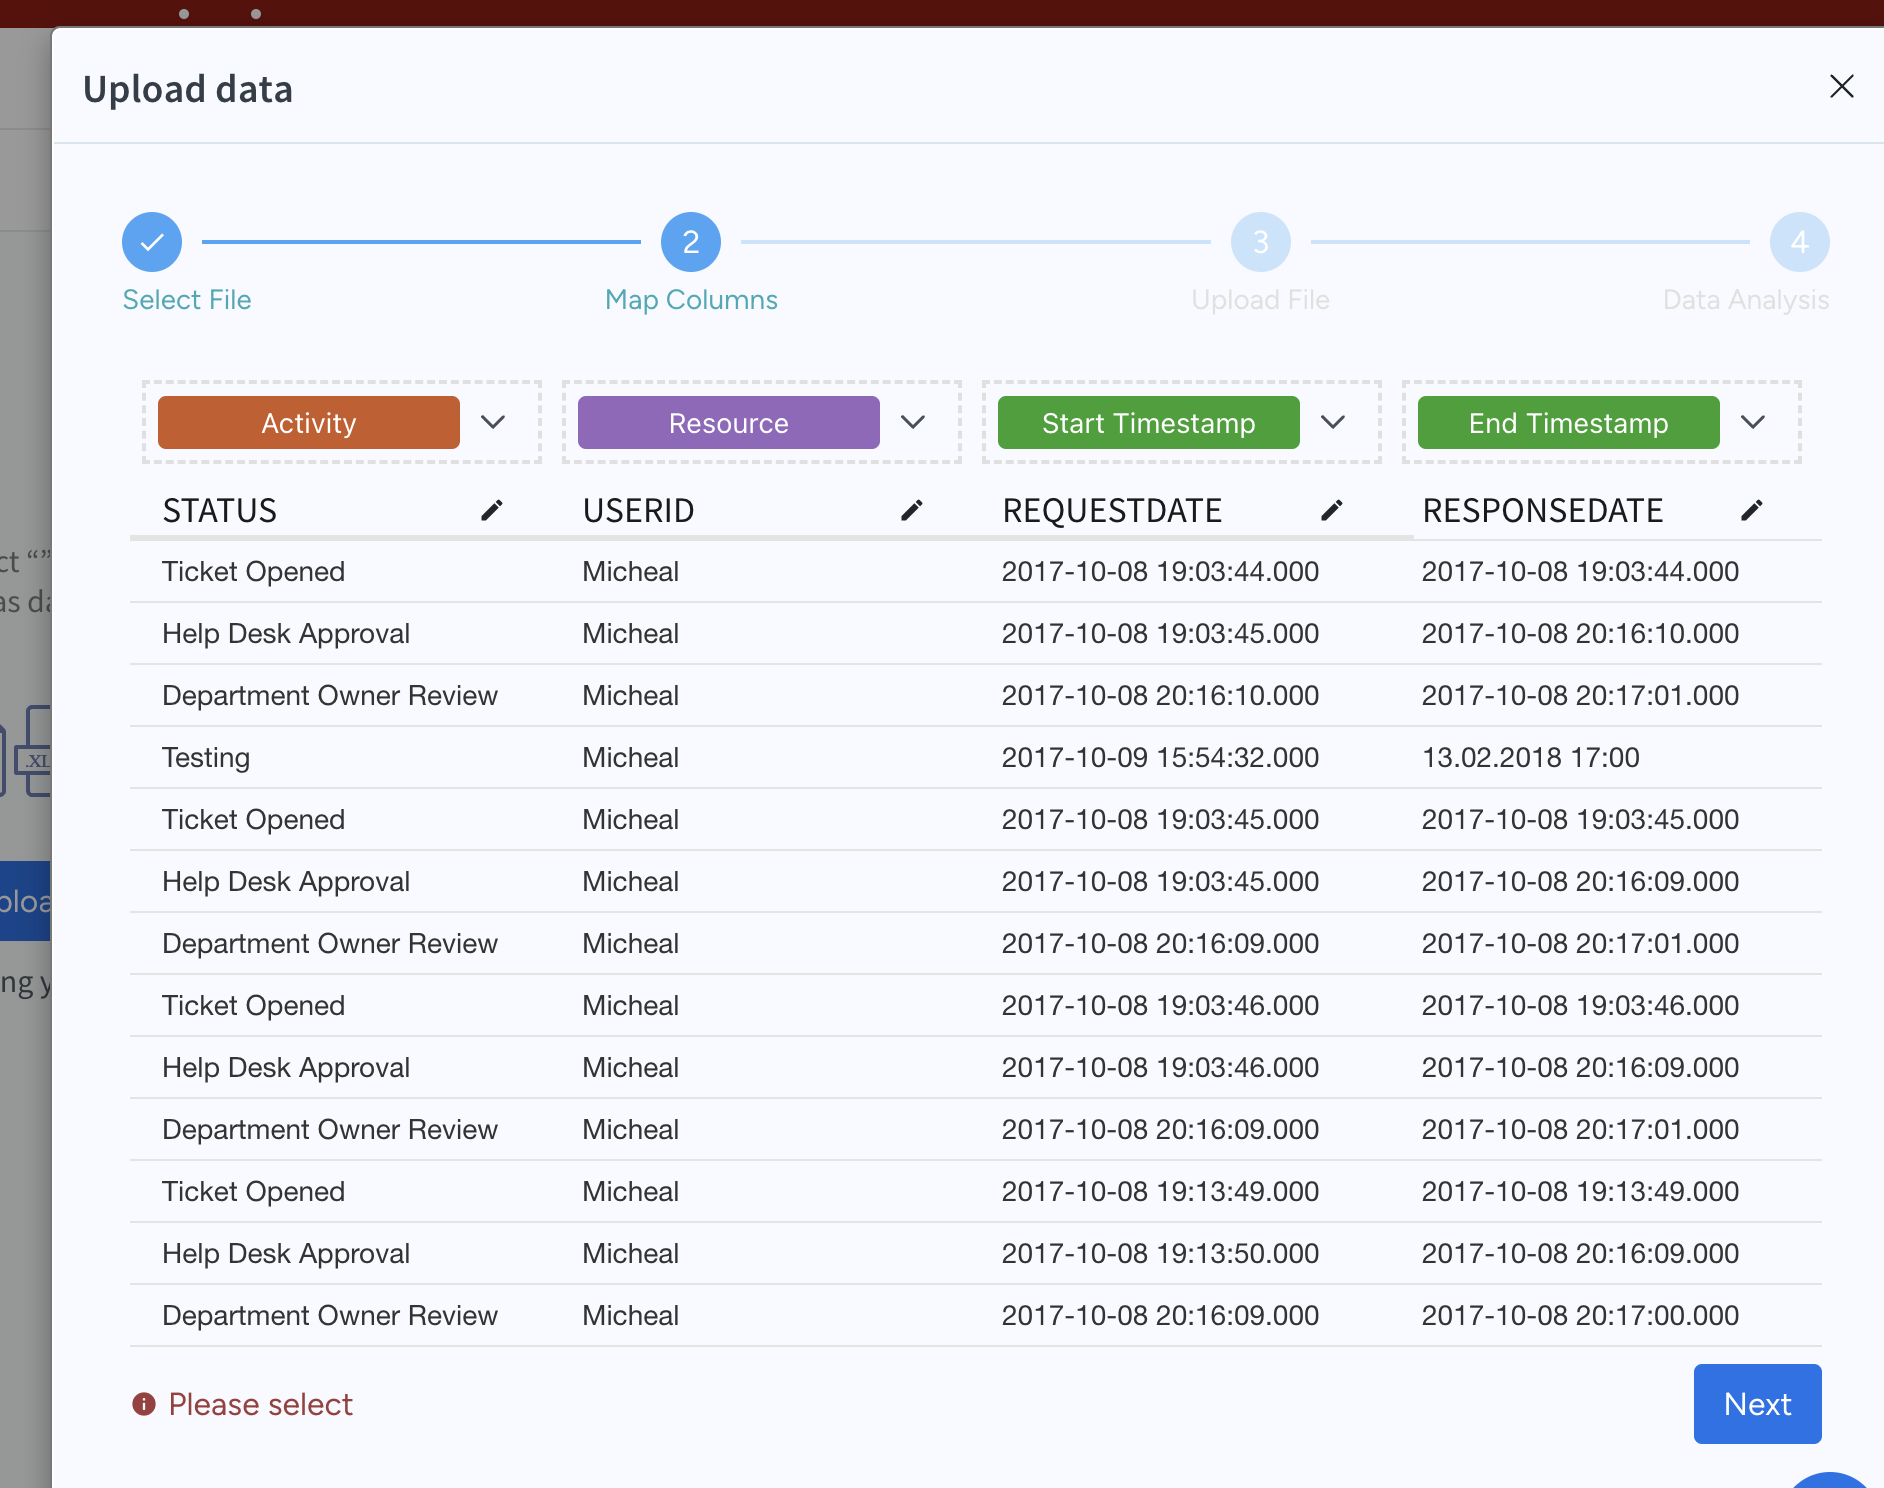 Upload data
2 3 4
Select File Map Columns Upload File Data Analysis
Activity Resource Start Timestamp End Timestamp
STATUS USERID REQUESTDATE RESPONSEDATE
Ticket Opened Micheal 2017-10-08 19:03:44.000 2017-10-08 19:03:44.000
ct “”
as da
Help Desk Approval Micheal 2017-10-08 19:03:45.000 2017-10-08 20:16:10.000
Department Owner Review Micheal 2017-10-08 20:16:10.000 2017-10-08 20:17:01.000
.XL
Testing Micheal 2017-10-09 15:54:32.000 13.02.2018 17:00
Ticket Opened Micheal 2017-10-08 19:03:45.000 2017-10-08 19:03:45.000
Help Desk Approval Micheal 2017-10-08 19:03:45.000 2017-10-08 20:16:09.000
ploa
Department Owner Review Micheal 2017-10-08 20:16:09.000 2017-10-08 20:17:01.000
ng y
Ticket Opened Micheal 2017-10-08 19:03:46.000 2017-10-08 19:03:46.000
Help Desk Approval Micheal 2017-10-08 19:03:46.000 2017-10-08 20:16:09.000
Department Owner Review Micheal 2017-10-08 20:16:09.000 2017-10-08 20:17:01.000
Ticket Opened Micheal 2017-10-08 19:13:49.000 2017-10-08 19:13:49.000
Help Desk Approval Micheal 2017-10-08 19:13:50.000 2017-10-08 20:16:09.000
Department Owner Review Micheal 2017-10-08 20:16:09.000 2017-10-08 20:17:00.000
Please select Next